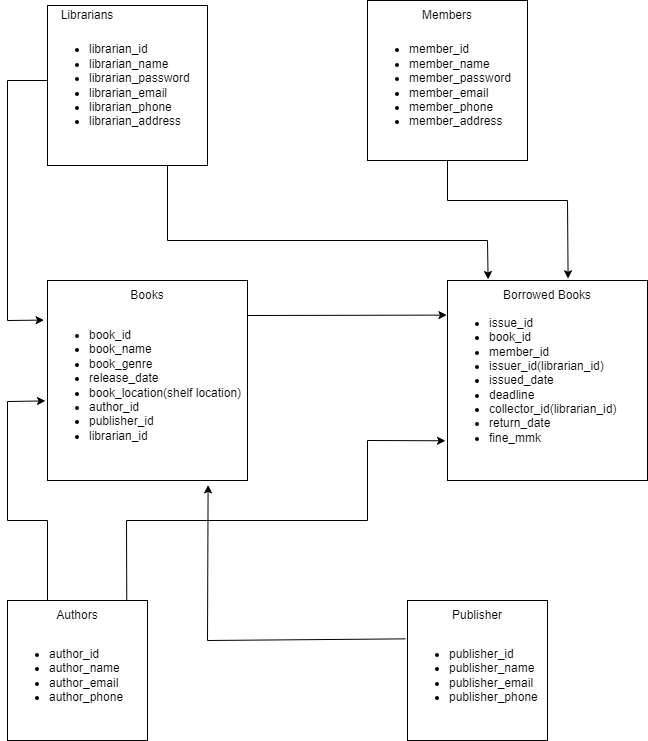 Librarians
librarian_id
librarian_name
librarian_password
librarian_email
librarian_phone
librarian_address
Members
member_id
member_name
member_password
member_email
member_phone
member_address
Books
book_id
book_name
book_genre
release_date
book_location(shelf location)
author_id
publisher_id
librarian_id
Borrowed Books
issue_id
book_id
member_id
issuer_id(librarian_id)
issued_date
deadline
collector_id(librarian_id)
return_date
fine_mmk
Authors
author_id
author_name
author_email
author_phone
Publisher
publisher_id
publisher_name
publisher_email
publisher_phone